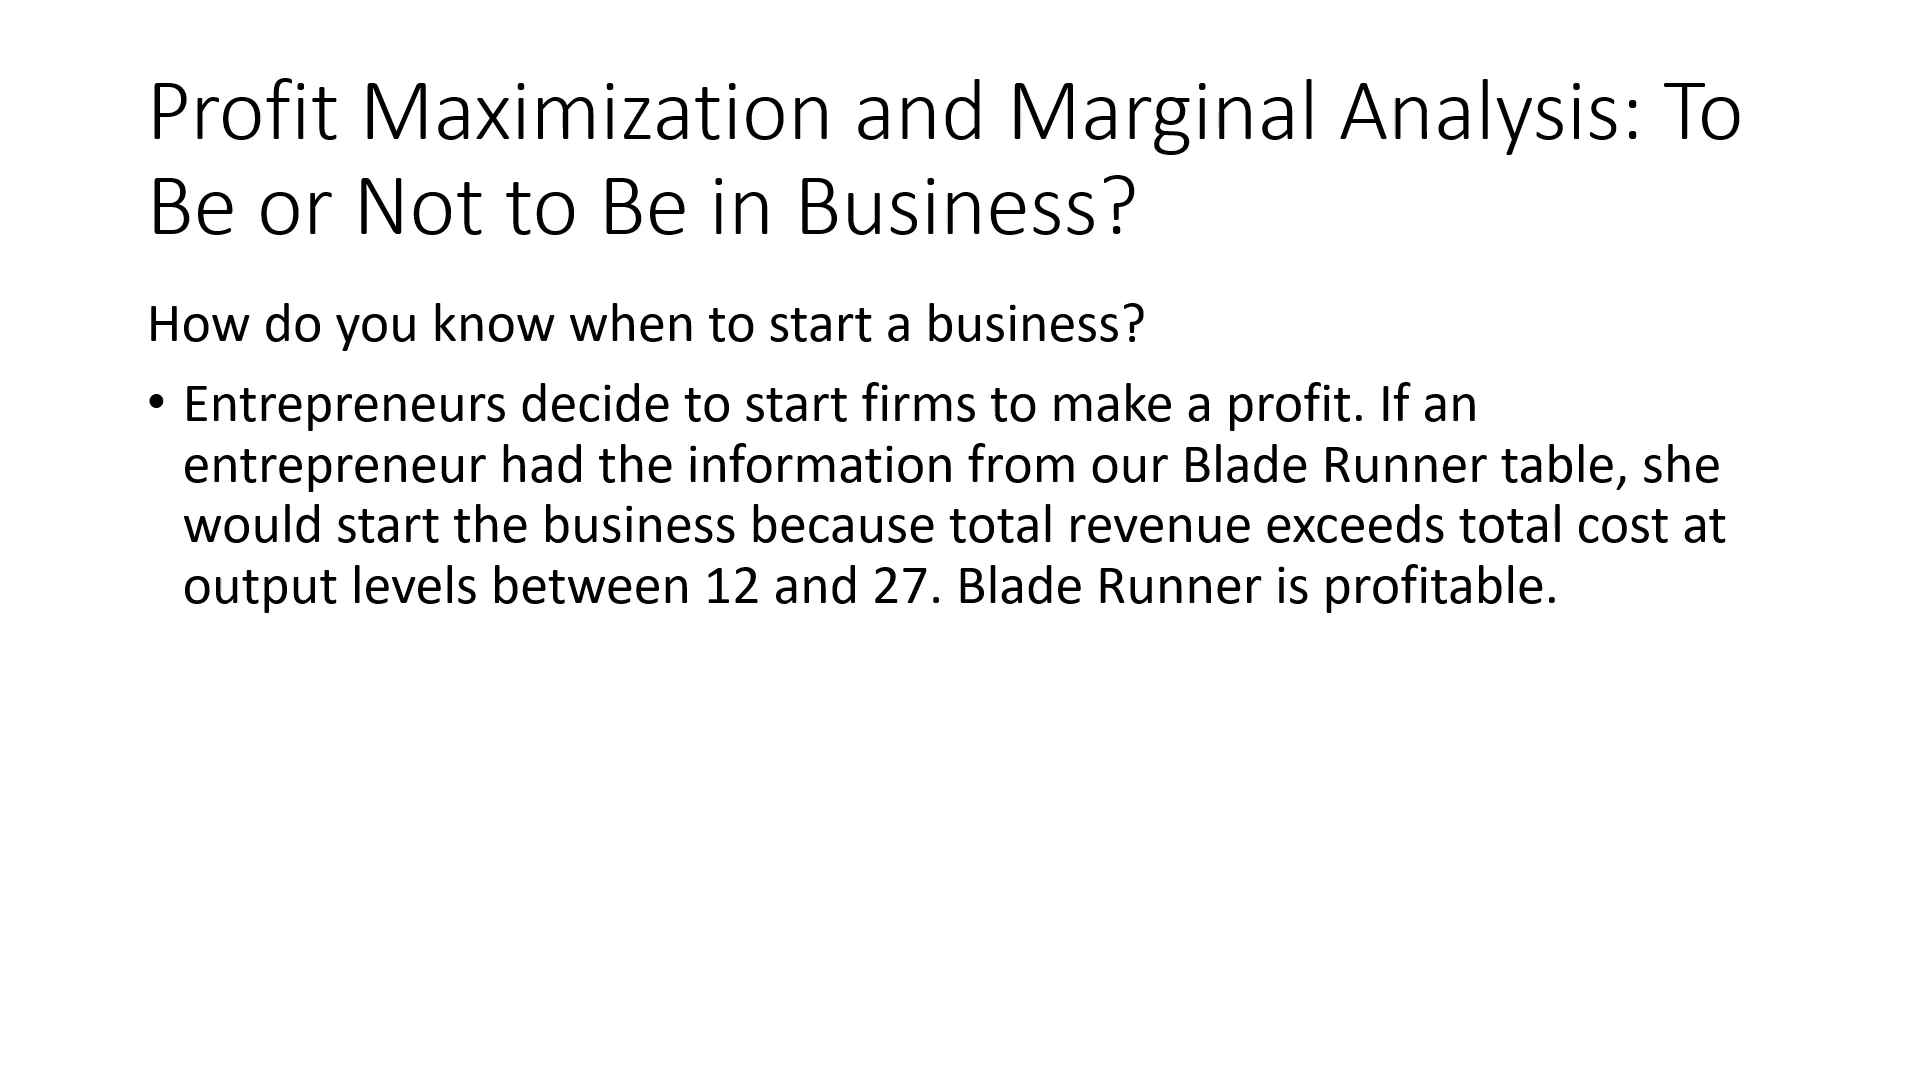 Profit Maximization and Marginal Analysis: To
Be or Not to Be in Business?
How do you know when to start a business?
• Entrepreneurs decide to start firms to make a profit. If an
entrepreneur had the information from our Blade Runner table, she
would start the business because total revenue exceeds total cost at
output levels between 12 and 27. Blade Runner is profitable.